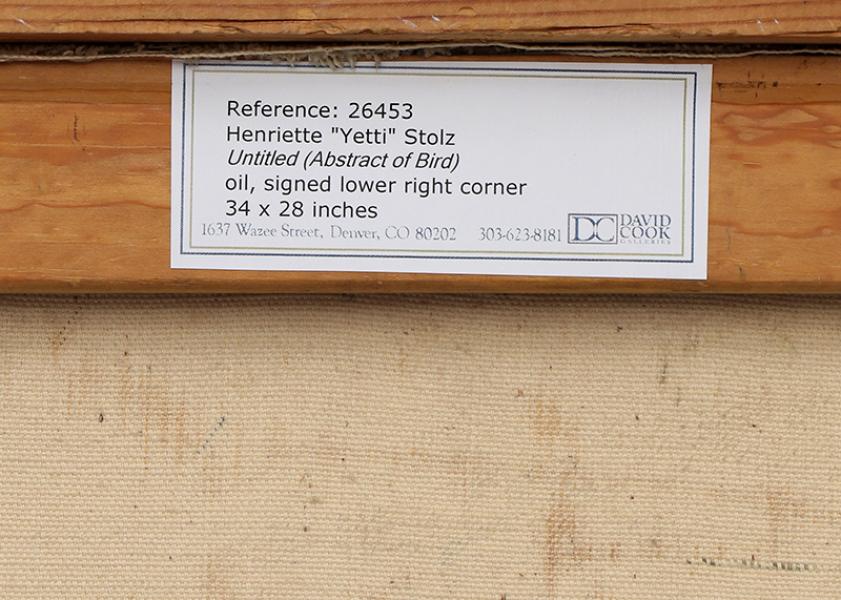 Reference: 26453
Henriette "Yetti" Stolz
Untitled (Abstract of Bird)
oil, signed lower right corner
34 x 28 inches
1637 Wazee Street, Denver, CO 80202 303-623-8181
DC DAVID
COOK
GALLERIES